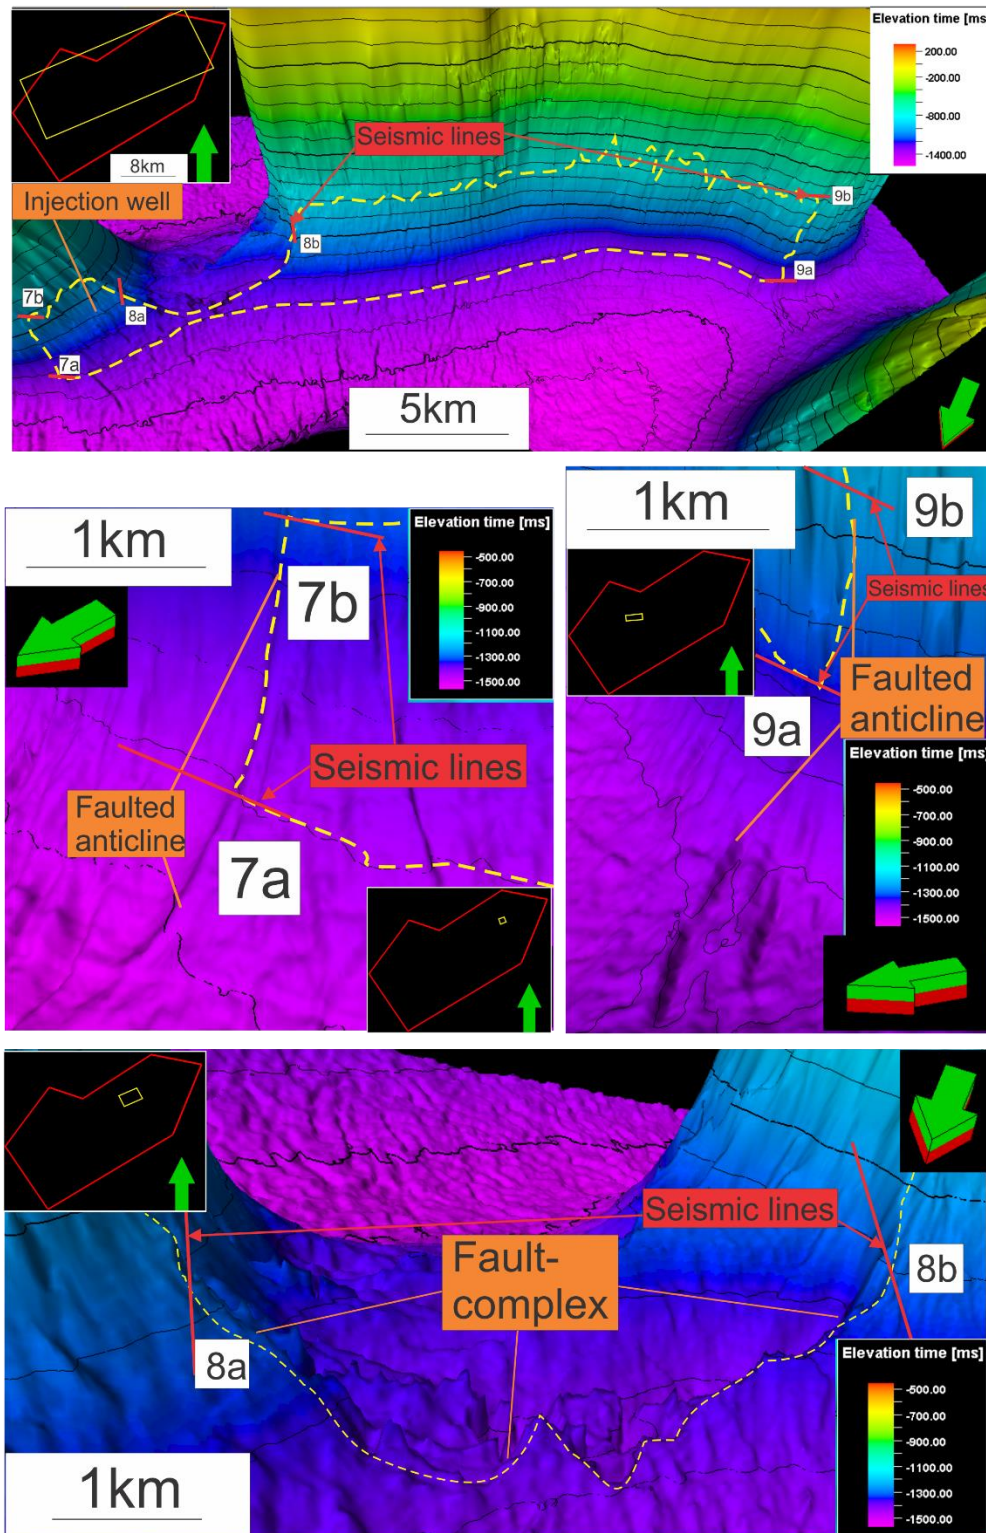 Elevation time [ms]
200.00
-200.00
-800.00
-1400.00
8km
Seismic lines
Injection well
9b
8b
7b
8a
9a
7a
5km
1km
Elevation time [ms]
-500.00
-700.00
-900.00
-1100.00
-1300.00
-1500.00
7b
Seismic lines
Faulted
anticline
7a
1km
9b
Seismic lines
Faulted
anticline
9a
Elevation time [ms]
-500.00
-700.00
-900.00
-1100.00
-1300.00
-1500.00
Seismic lines
Fault-
complex
8b
8a
Elevation time [ms]
-500.00
-700.00
-900.00
-1100.00
-1300.00
-1500.00
1km